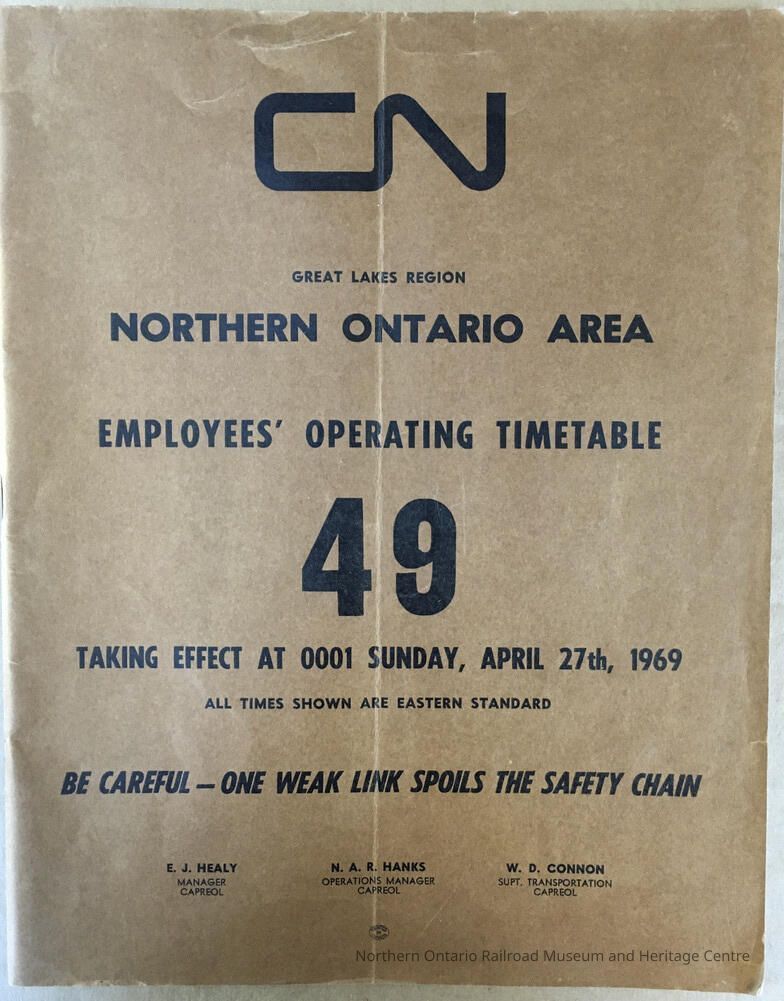 CN
GREAT LAKES REGION
NORTHERN ONTARIO AREA
EMPLOYEES' OPERATING TIMETABLE
49
TAKING EFFECT AT 0001 SUNDAY, APRIL 27th, 1969
ALL TIMES SHOWN ARE EASTERN STANDARD
BE CAREFUL — ONE WEAK LINK SPOILS THE SAFETY CHAIN
E. J. HEALY
MANAGER
CAPREOL
N. A. R. HANKS
OPERATIONS MANAGER
CAPREOL
W. D. CONNON
SUPT. TRANSPORTATION
CAPREOL
Northern Ontario Railroad Museum and Heritage Centre